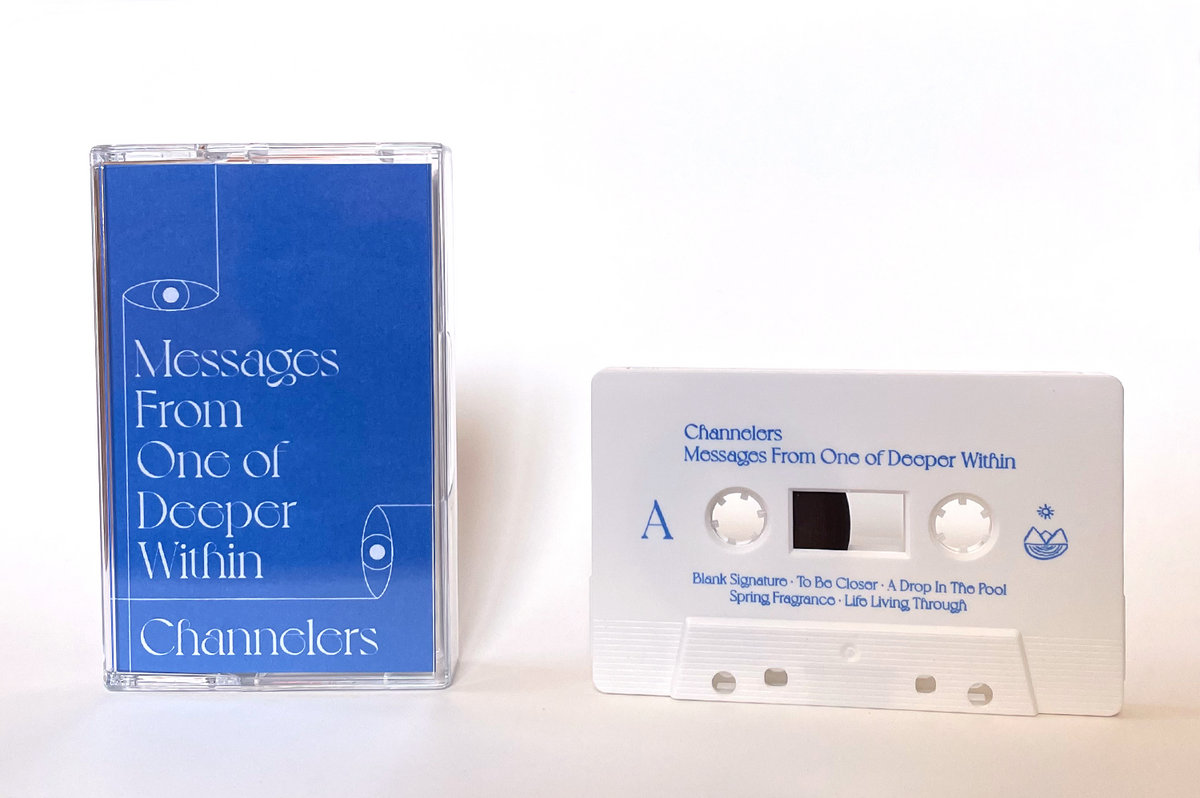 Messages
From
One of
Deeper
Within
Channelers
Channelers
Messages From One of Deeper Within
A
Blank Signature · To Be Closer · A Drop In The Pool
Spring Fragrance · Life Living Through